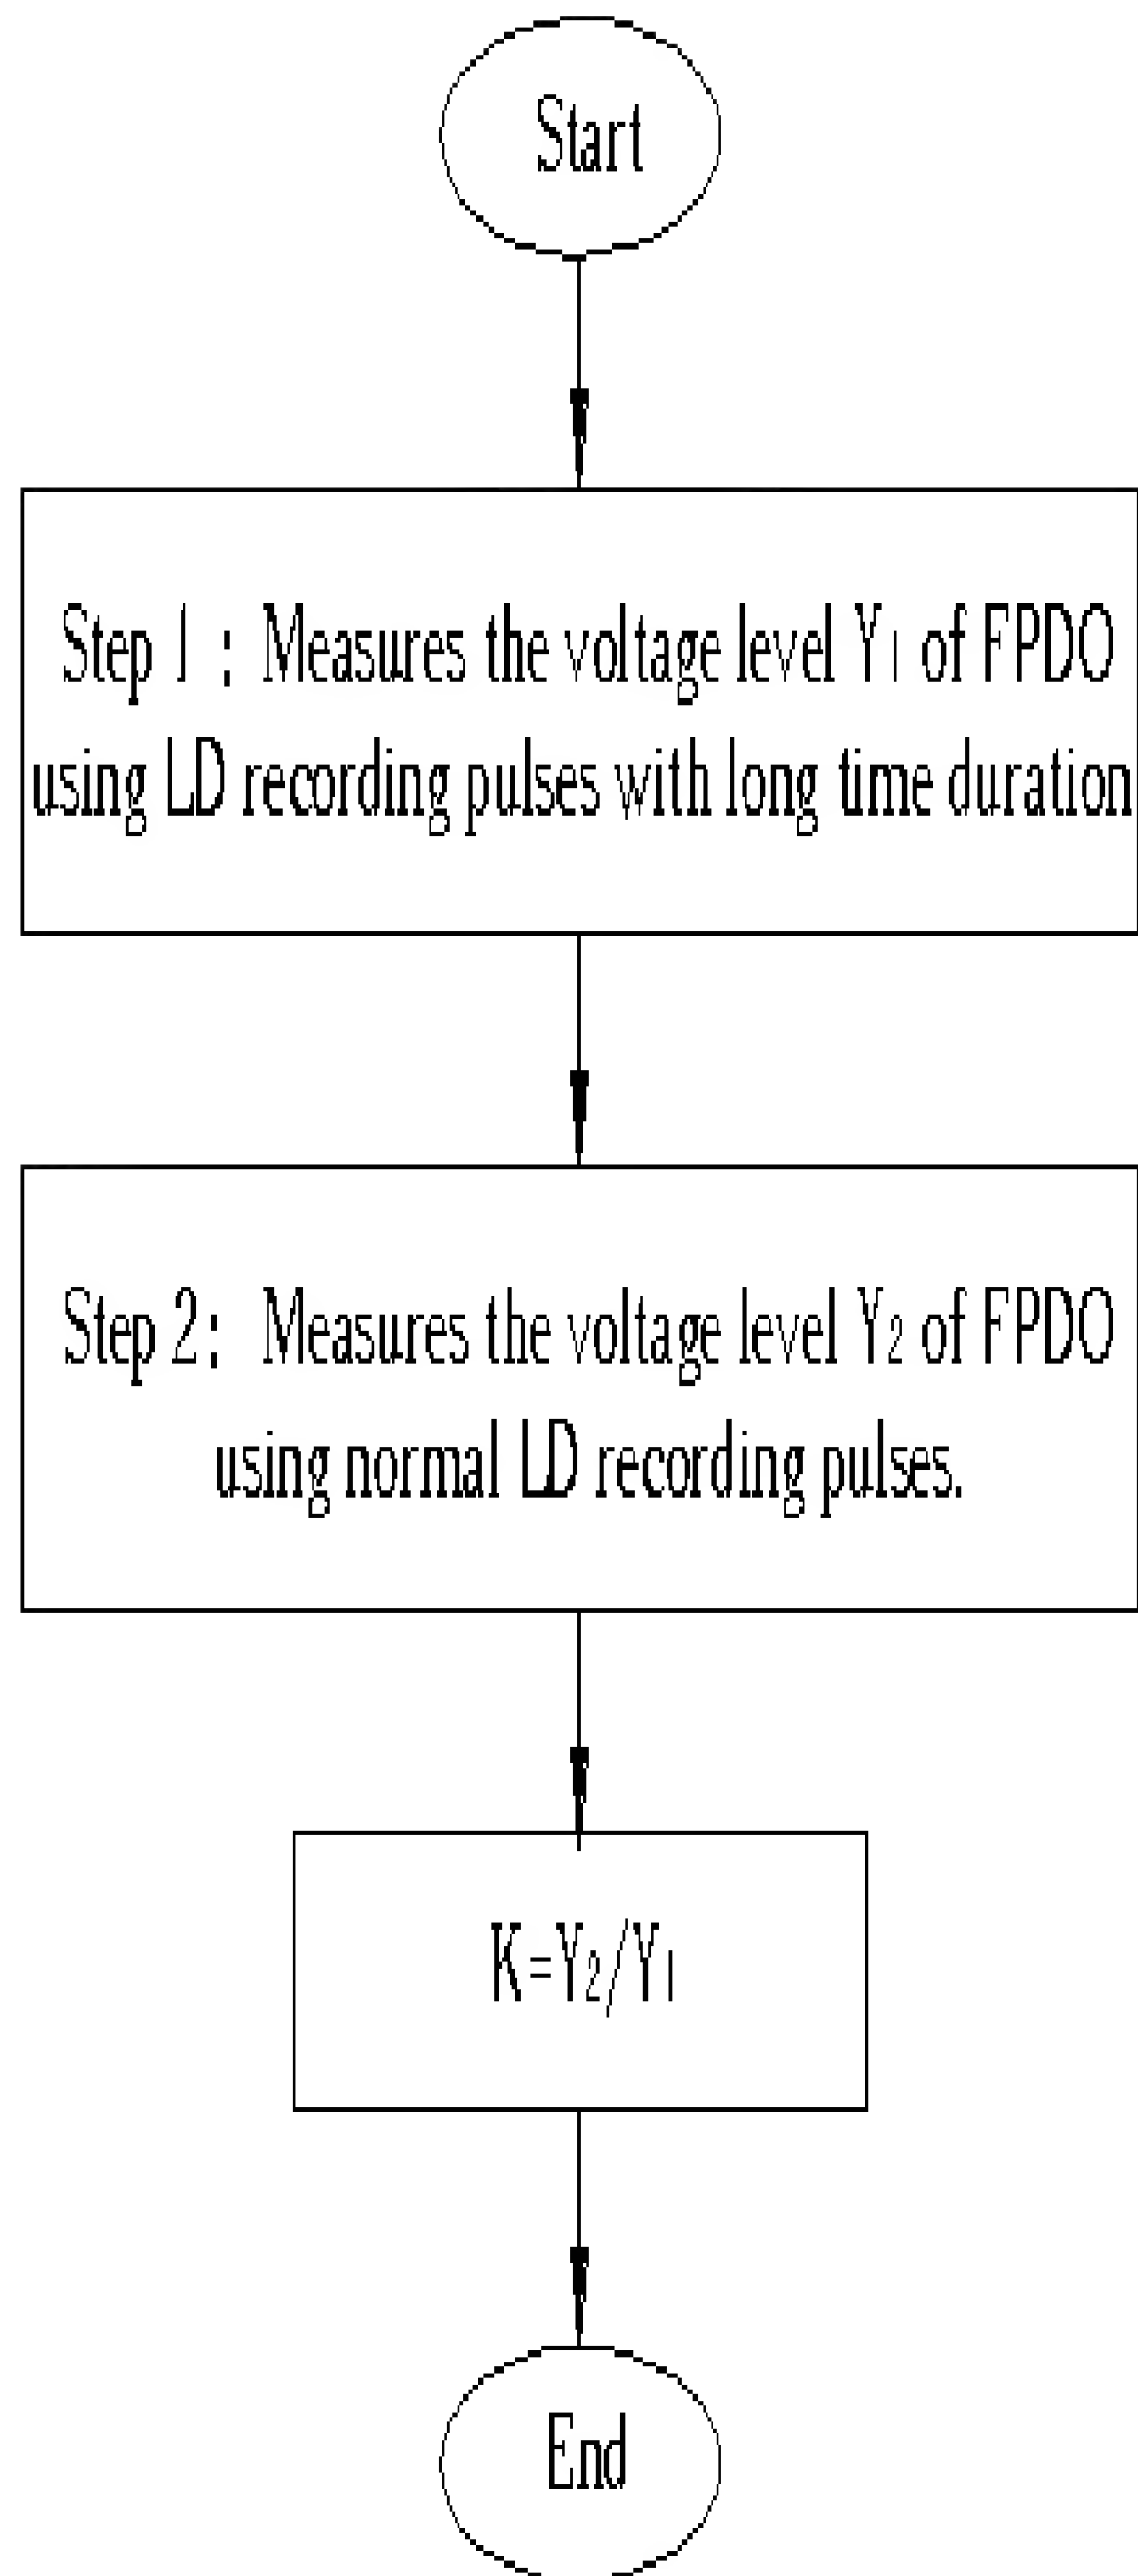 Start
Step 1 : Measures the voltage level Y1 of FPDO
using LD recording pulses with long time duration
Step 2: Measures the voltage level Y2 of FPDO
using normal LD recording pulses.
K=Y2/Y1
End